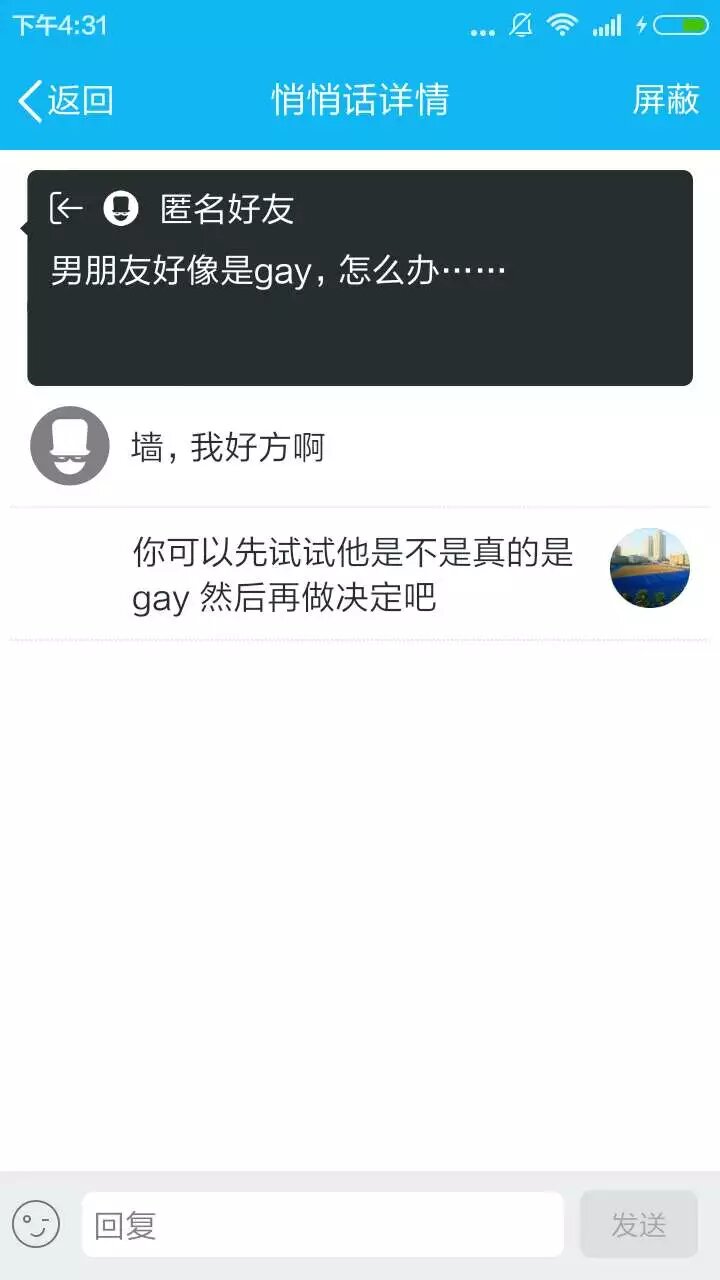 下午4:31
返回
悄悄话详情
屏蔽
匿名好友
男朋友好像是gay, 怎么办……
墙, 我好方啊
你可以先试试他是不是真的是
gay 然后再做决定吧
回复
发送